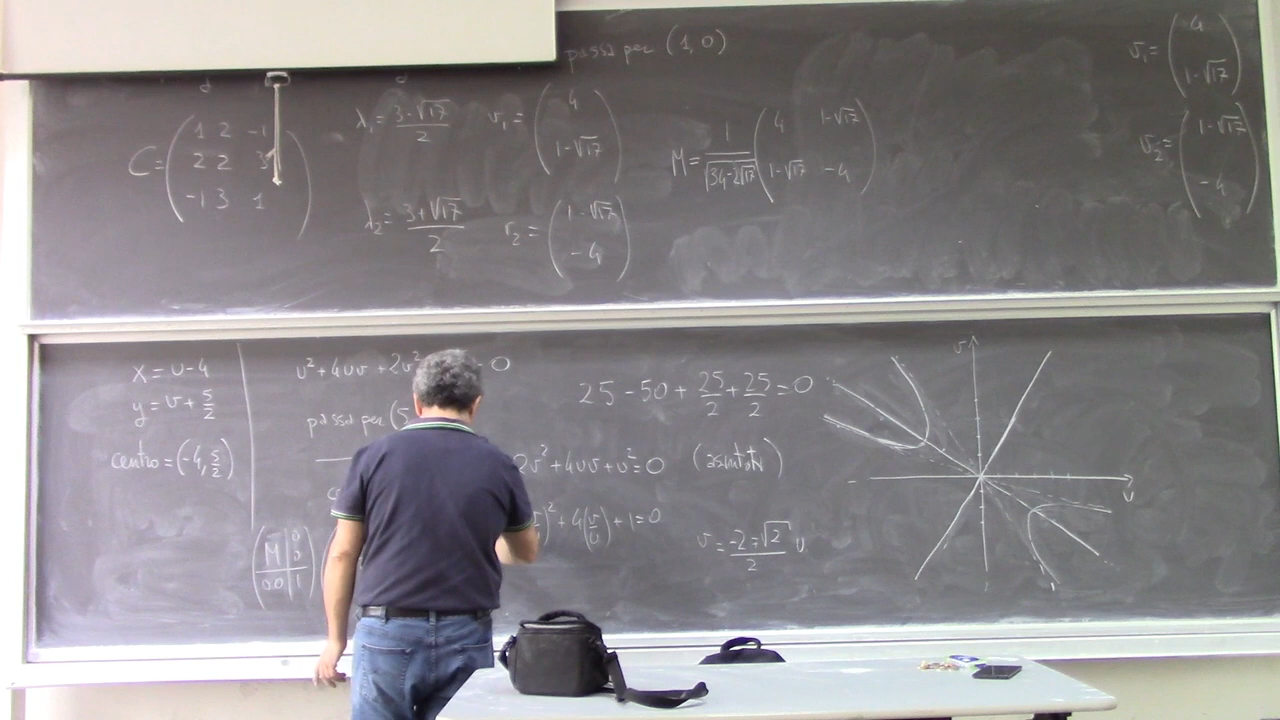 passa per (1,0)
C = ( 1 2 -1
2 2 3
-1 3 1 )
λ₁ = (3-√17)/2
v₁ = ( 4
1-√17 )
λ₂ = (3+√17)/2
v₂ = ( 1-√17
-4 )
M = 1/√(34-2√17) ( 4 1-√17
1-√17 -4 )
v₁ = ( 4
1-√17 )
v₂ = ( 1-√17
-4 )
x = u-4
y = v + 5/2
centro = (-4, 5/2)
u² + 4uv + 2v² = 0
passa per (5
( M 0
0
0 0 1 )
25 - 50 + 25/2 + 25/2 = 0
2v² + 4uv + u² = 0 (asintoti)
)² + 4(v/u) + 1 = 0
v = (-2 ∓ √2)/2 u
v
u